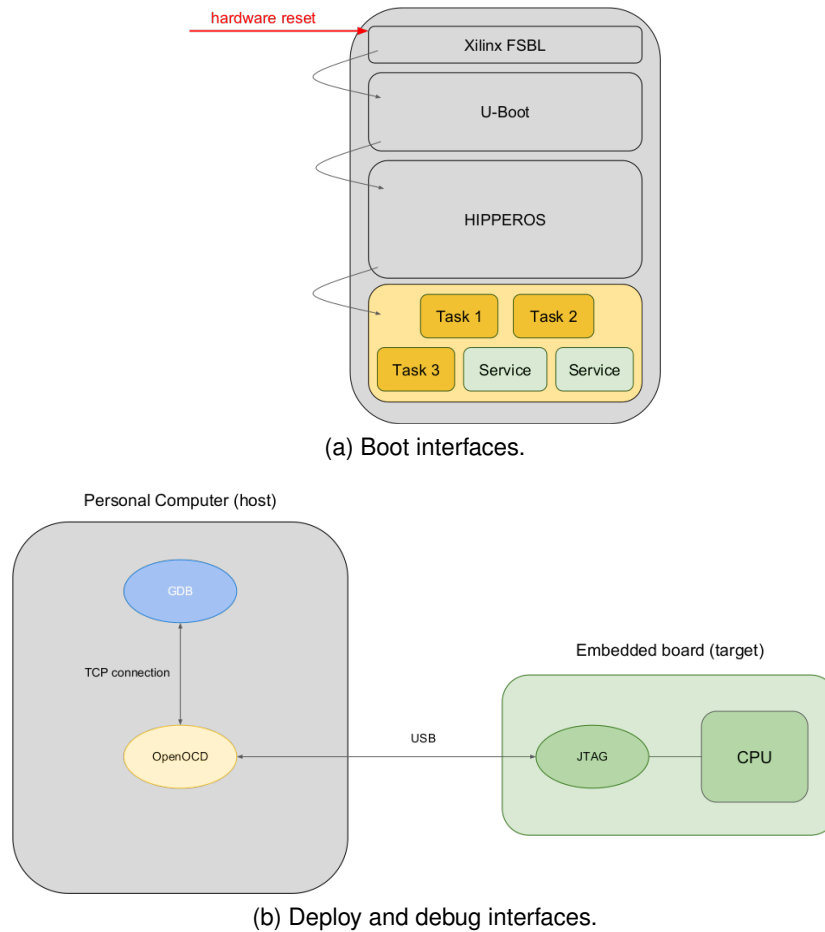 hardware reset
Xilinx FSBL
U-Boot
HIPPEROS
Task 1 Task 2
Task 3 Service Service
(a) Boot interfaces.
Personal Computer (host)
GDB
TCP connection
OpenOCD
USB
Embedded board (target)
JTAG
CPU
(b) Deploy and debug interfaces.